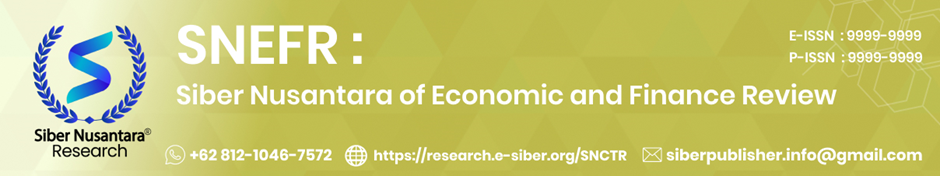 SNEFR :
Siber Nusantara of Economic and Finance Review
E-ISSN : 9999-9999
P-ISSN : 9999-9999
Siber Nusantara®
Research
+62 812-1046-7572
https://research.e-siber.org/SNCTR
siberpublisher.info@gmail.com